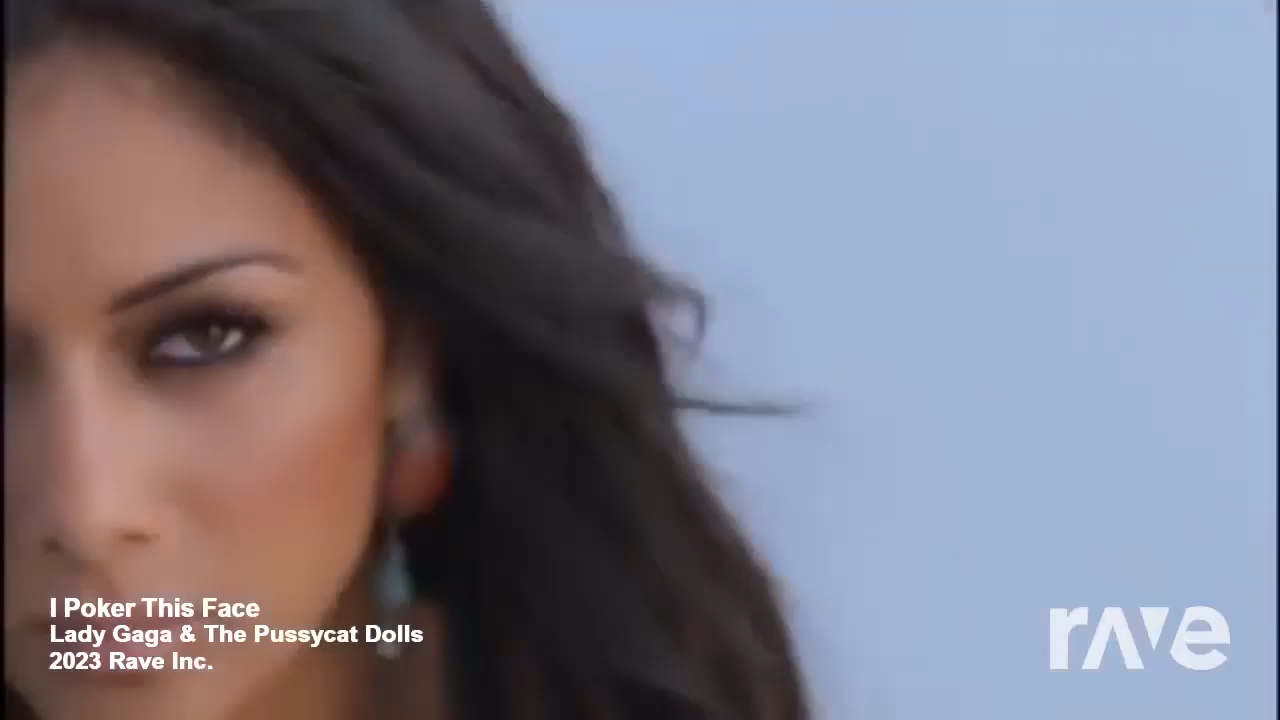 I Poker This Face
Lady Gaga & The Pussycat Dolls
2023 Rave Inc.
rave